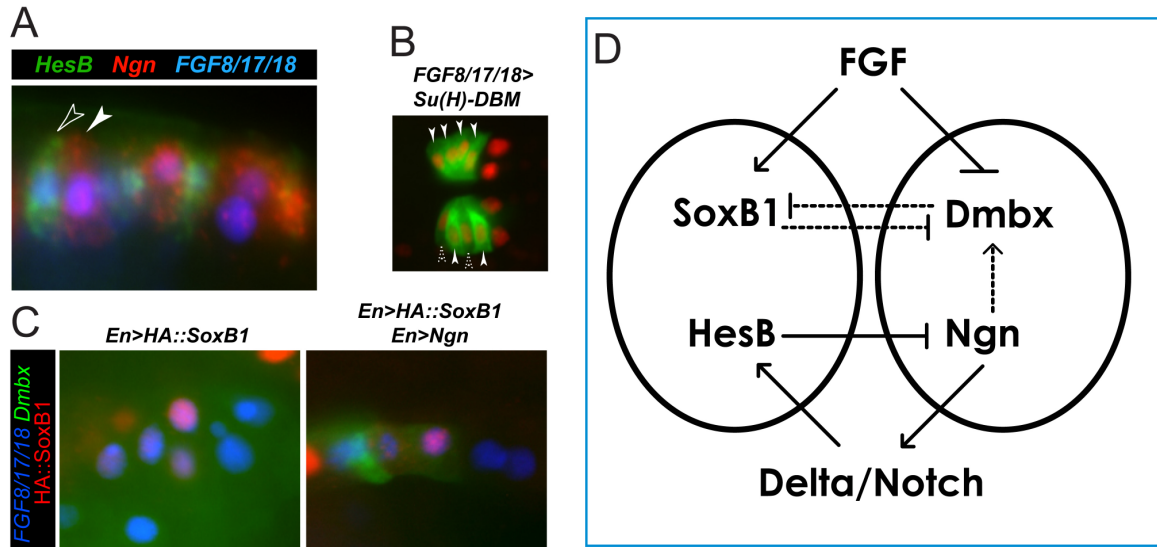 A
HesB Ngn FGF8/17/18
B
FGF8/17/18>
Su(H)-DBM
C
En>HA::SoxB1
En>HA::SoxB1
En>Ngn
FGF8/17/18 Dmbx
HA::SoxB1
D
FGF
SoxB1 Dmbx
HesB Ngn
Delta/Notch